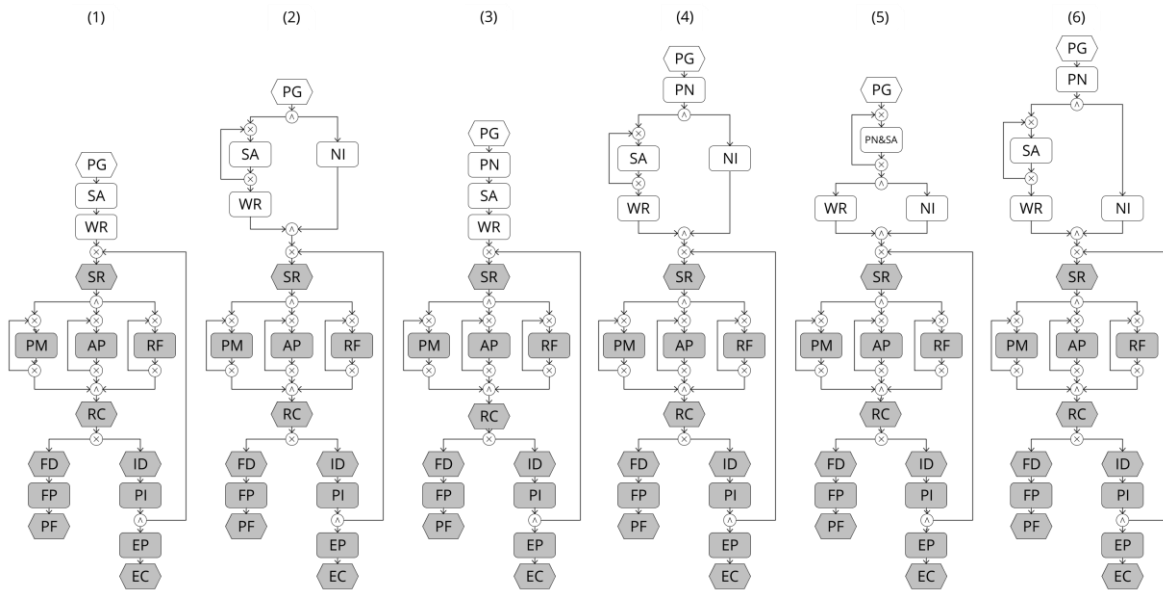 (1) (2) (3) (4) (5) (6)
PG
PG PG
PN
PG PG
PN
PG
PN
PG
SA
WR
× SA
× WR
NI
∧
∧
PN
SA
WR
∧
× SA
× WR
NI
∧
× PN&SA ×
∧
WR NI
∧
× SA ×
WR NI
∧
× × × × × ×
SR SR SR SR SR SR
∧ ∧ ∧ ∧ ∧ ∧
× × × × × × × × × × × × × × × × × ×
PM AP RF PM AP RF PM AP RF PM AP RF PM AP RF PM AP RF
× × × × × × × × × × × × × × × × × ×
∧ ∧ ∧ ∧ ∧ ∧
RC RC RC RC RC RC
× × × × × ×
FD ID FD ID FD ID FD ID FD ID FD ID
FP PI FP PI FP PI FP PI FP PI FP PI
PF ∧ PF ∧ PF ∧ PF ∧ PF ∧ PF ∧
EP EP EP EP EP EP
EC EC EC EC EC EC